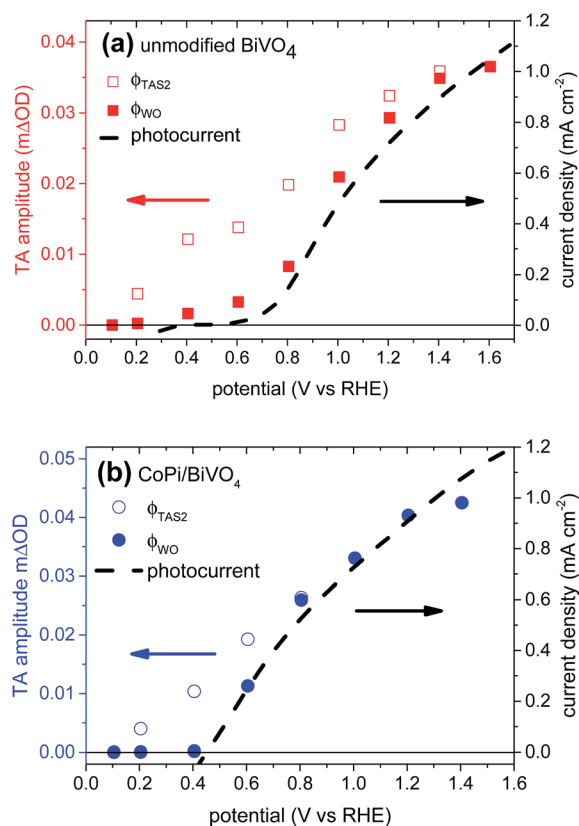 (a) unmodified BiVO₄
ϕTAS2
ϕWO
photocurrent
TA amplitude (mΔOD)
0.04
0.03
0.02
0.01
0.00
1.2
1.0
0.8
0.6
0.4
0.2
0.0
current density (mA cm⁻²)
0.0 0.2 0.4 0.6 0.8 1.0 1.2 1.4 1.6
potential (V vs RHE)
(b) CoPi/BiVO₄
ϕTAS2
ϕWO
photocurrent
TA amplitude mΔOD
0.05
0.04
0.03
0.02
0.01
0.00
1.2
1.0
0.8
0.6
0.4
0.2
0.0
current density (mA cm⁻²)
0.0 0.2 0.4 0.6 0.8 1.0 1.2 1.4 1.6
potential (V vs RHE)